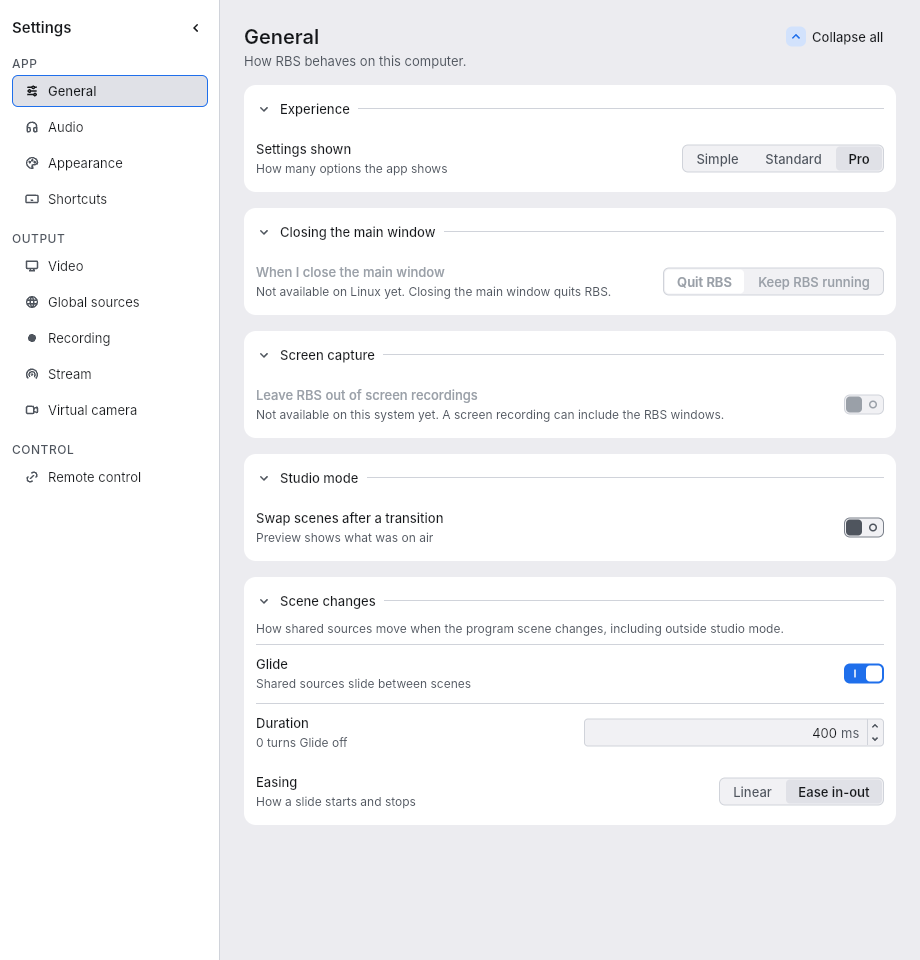 Settings
APP
General
Audio
Appearance
Shortcuts
OUTPUT
Video
Global sources
Recording
Stream
Virtual camera
CONTROL
Remote control
General
Collapse all
How RBS behaves on this computer.
Experience
Settings shown
How many options the app shows
Simple Standard Pro
Closing the main window
When I close the main window
Not available on Linux yet. Closing the main window quits RBS.
Quit RBS Keep RBS running
Screen capture
Leave RBS out of screen recordings
Not available on this system yet. A screen recording can include the RBS windows.
Studio mode
Swap scenes after a transition
Preview shows what was on air
Scene changes
How shared sources move when the program scene changes, including outside studio mode.
Glide
Shared sources slide between scenes
Duration
0 turns Glide off
400 ms
Easing
How a slide starts and stops
Linear Ease in-out